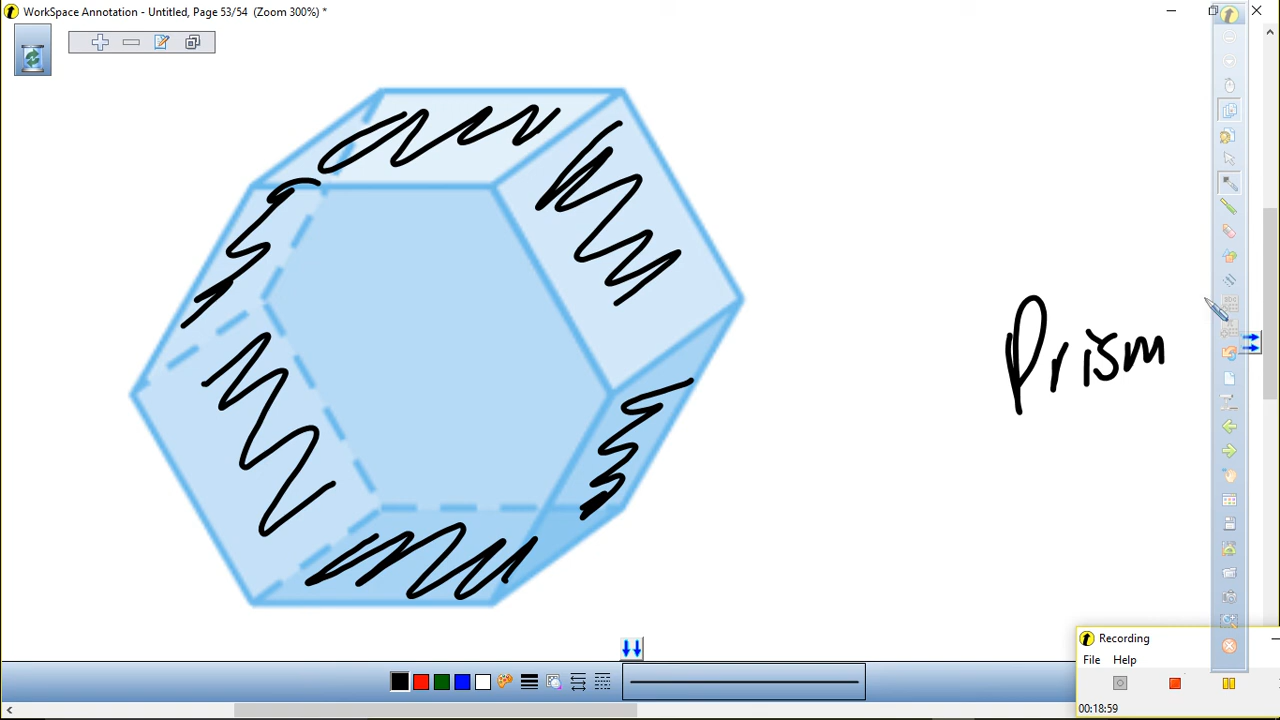 WorkSpace Annotation - Untitled, Page 53/54 (Zoom 300%) *
Prism
Recording
File Help
00:18:59